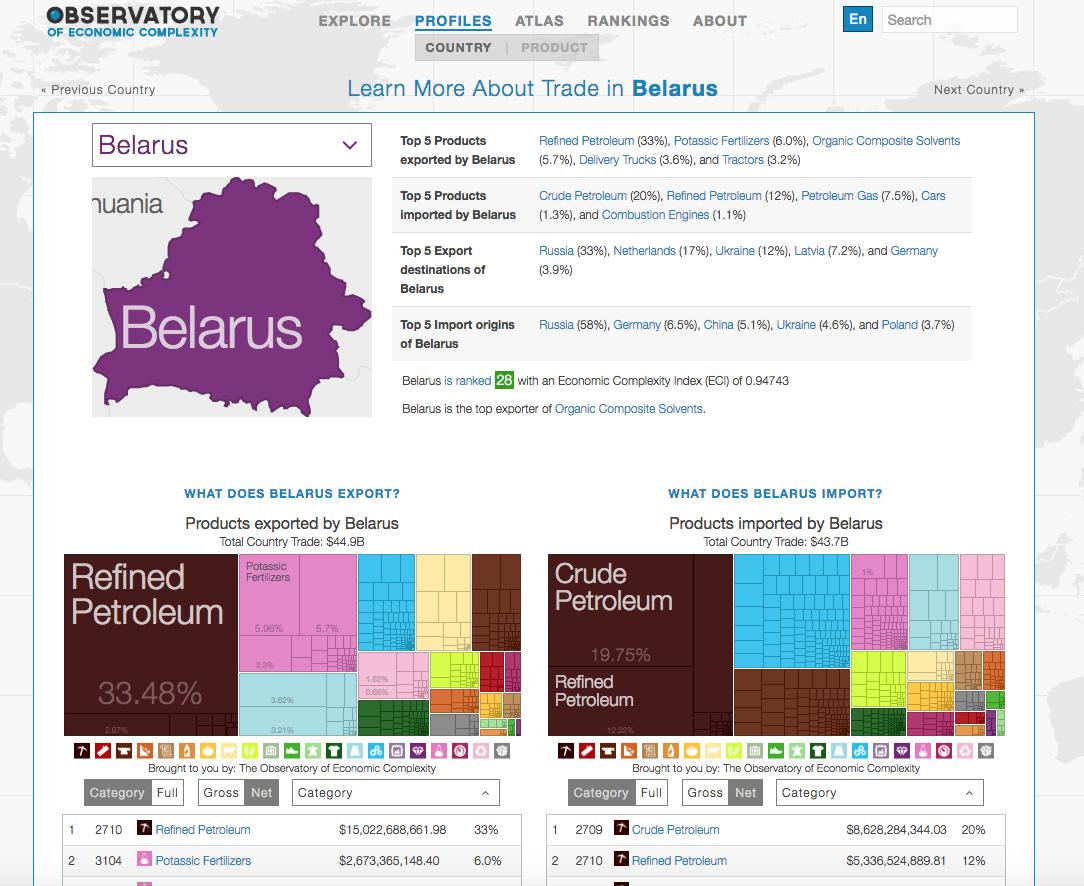 OBSERVATORY
OF ECONOMIC COMPLEXITY
EXPLORE PROFILES ATLAS RANKINGS ABOUT
En Search
COUNTRY | PRODUCT
« Previous Country
Learn More About Trade in Belarus
Next Country »
Belarus
nuania
Belarus
Top 5 Products exported by Belarus
Refined Petroleum (33%), Potassic Fertilizers (6.0%), Organic Composite Solvents
(5.7%), Delivery Trucks (3.6%), and Tractors (3.2%)
Top 5 Products imported by Belarus
Crude Petroleum (20%), Refined Petroleum (12%), Petroleum Gas (7.5%), Cars
(1.3%), and Combustion Engines (1.1%)
Top 5 Export destinations of Belarus
Russia (33%), Netherlands (17%), Ukraine (12%), Latvia (7.2%), and Germany
(3.9%)
Top 5 Import origins of Belarus
Russia (58%), Germany (6.5%), China (5.1%), Ukraine (4.6%), and Poland (3.7%)
Belarus is ranked 28 with an Economic Complexity Index (ECI) of 0.94743
Belarus is the top exporter of Organic Composite Solvents.
WHAT DOES BELARUS EXPORT?
Products exported by Belarus
Total Country Trade: $44.9B
Refined
Petroleum
33.48%
2.97%
Potassic
Fertilizers
5.96%
5.7%
2.3%
3.62%
3.21%
1.62%
0.66%
Brought to you by: The Observatory of Economic Complexity
Category Full Gross Net Category
1 2710 Refined Petroleum $15,022,688,661.98 33%
2 3104 Potassic Fertilizers $2,673,365,148.40 6.0%
WHAT DOES BELARUS IMPORT?
Products imported by Belarus
Total Country Trade: $43.7B
Crude
Petroleum
19.75%
Refined
Petroleum
12.22%
1%
Brought to you by: The Observatory of Economic Complexity
Category Full Gross Net Category
1 2709 Crude Petroleum $8,628,284,344.03 20%
2 2710 Refined Petroleum $5,336,524,889.81 12%